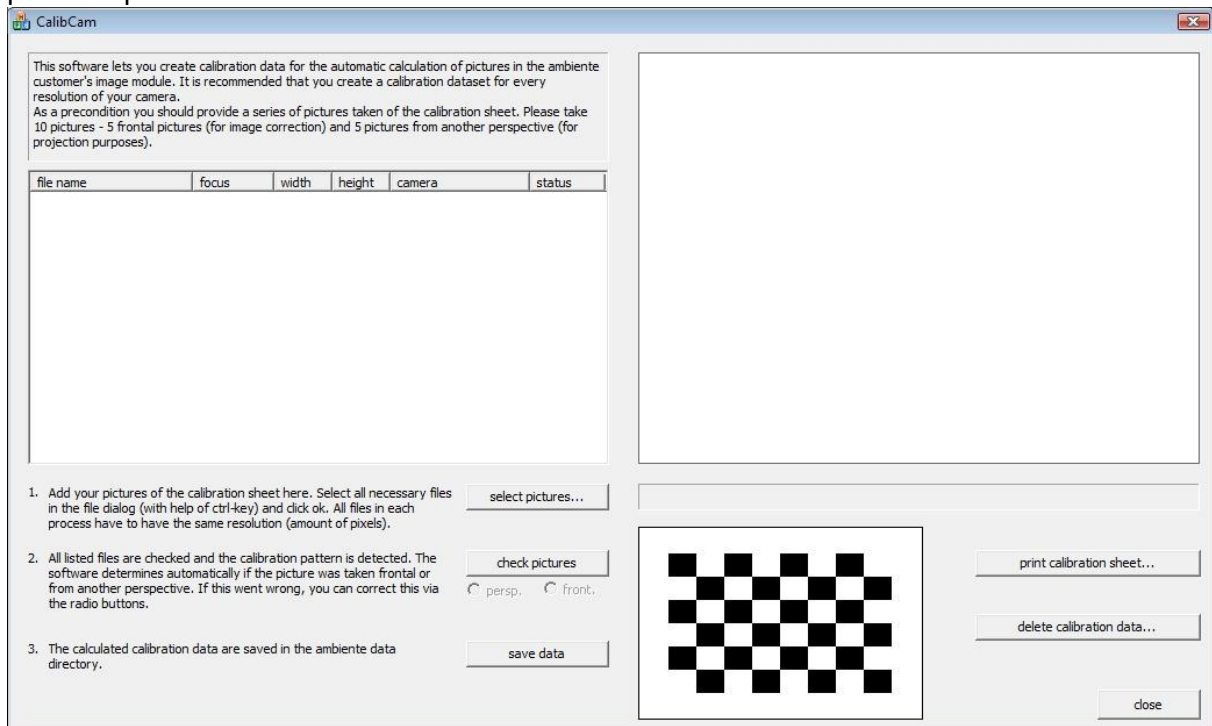 CalibCam
This software lets you create calibration data for the automatic calculation of pictures in the ambiente
customer's image module. It is recommended that you create a calibration dataset for every
resolution of your camera.
As a precondition you should provide a series of pictures taken of the calibration sheet. Please take
10 pictures - 5 frontal pictures (for image correction) and 5 pictures from another perspective (for
projection purposes).
file name focus width height camera status
1. Add your pictures of the calibration sheet here. Select all necessary files
in the file dialog (with help of ctrl-key) and click ok. All files in each
process have to have the same resolution (amount of pixels).
select pictures...
2. All listed files are checked and the calibration pattern is detected. The
software determines automatically if the picture was taken frontal or
from another perspective. If this went wrong, you can correct this via
the radio buttons.
check pictures
persp. front.
3. The calculated calibration data are saved in the ambiente data
directory.
save data
print calibration sheet...
delete calibration data...
close